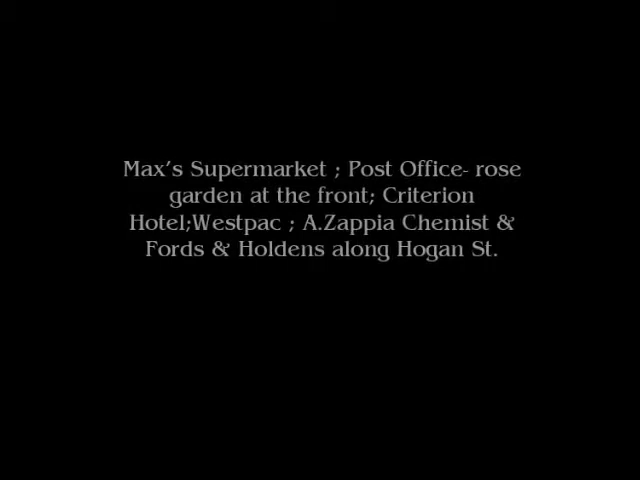 Max's Supermarket ; Post Office- rose
garden at the front; Criterion
Hotel;Westpac ; A.Zappia Chemist &
Fords & Holdens along Hogan St.